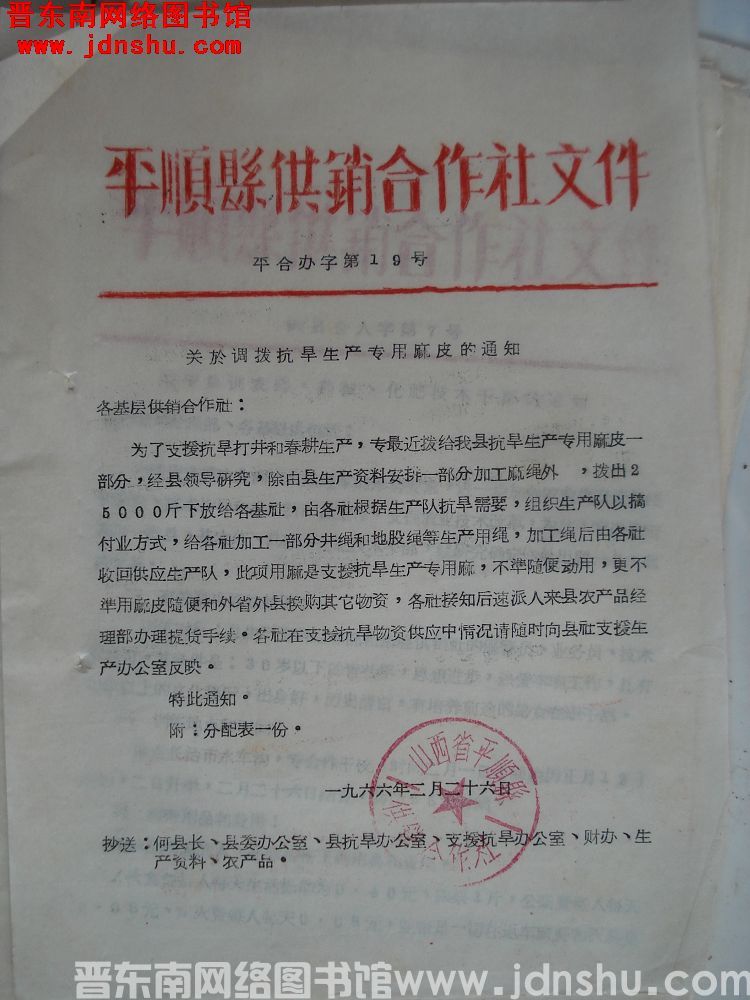 晋东南网络图书馆
www.jdnshu.com
平順縣供銷合作社文件
平合办字第19号
关於调拨抗旱生产专用麻皮的通知
各基层供销合作社：
为了支援抗旱打井和春耕生产，专最近拨给我县抗旱生产专用麻皮一
部分，经县领导研究，除由县生产资料安排一部分加工麻绳外，拨出2
5000斤下放给各基社，由各社根据生产队抗旱需要，组织生产队以搞
付业方式，给各社加工一部分井绳和地股绳等生产用绳，加工绳后由各社
收回供应生产队，此项用麻是支援抗旱生产专用麻，不準随便动用，更不
準用麻皮随便和外省外县换购其它物资，各社接知后速派人来县农产品经
理部办理提货手续。各社在支援抗旱物资供应中情况请随时向县社支援生
产办公室反映。
特此通知。
附：分配表一份。
山西省平順縣
供銷合作社
一九六六年二月二十六日
抄送：何县长、县委办公室、县抗旱办公室、支援抗旱办公室、财办、生
产资料、农产品。
晋东南网络图书馆www.jdnshu.com